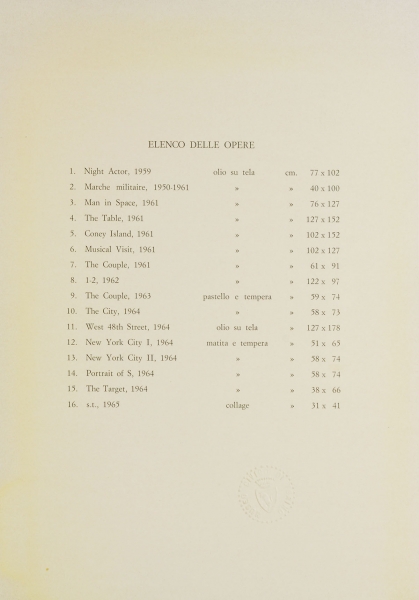 ELENCO DELLE OPERE
1. Night Actor, 1959 olio su tela cm. 77 x 102
2. Marche militaire, 1950-1961 » » 40 x 100
3. Man in Space, 1961 » » 76 x 127
4. The Table, 1961 » » 127 x 152
5. Coney Island, 1961 » » 102 x 152
6. Musical Visit, 1961 » » 102 x 127
7. The Couple, 1961 » » 61 x 91
8. 1-2, 1962 » » 122 x 97
9. The Couple, 1963 pastello e tempera » 59 x 74
10. The City, 1964 » » 58 x 73
11. West 48th Street, 1964 olio su tela » 127 x 178
12. New York City I, 1964 matita e tempera » 51 x 65
13. New York City II, 1964 » » 58 x 74
14. Portrait of S, 1964 » » 58 x 74
15. The Target, 1964 » » 38 x 66
16. s.t., 1965 collage » 31 x 41